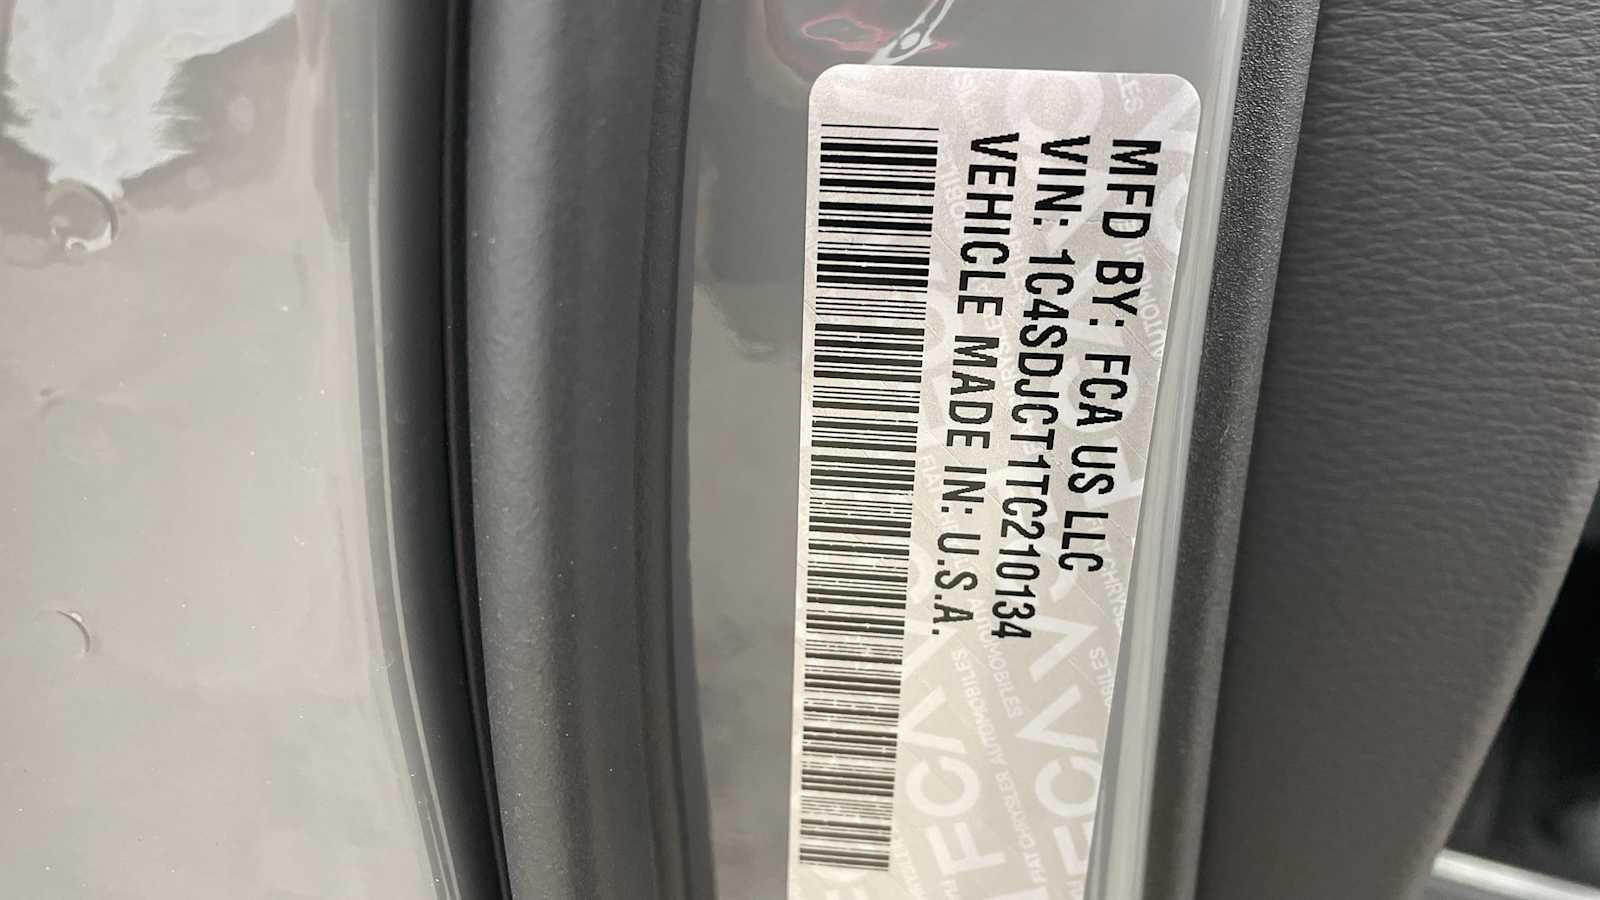 MFD BY: FCA US LLC
VIN: 1C4SDJCT1TC210134
VEHICLE MADE IN: U.S.A.